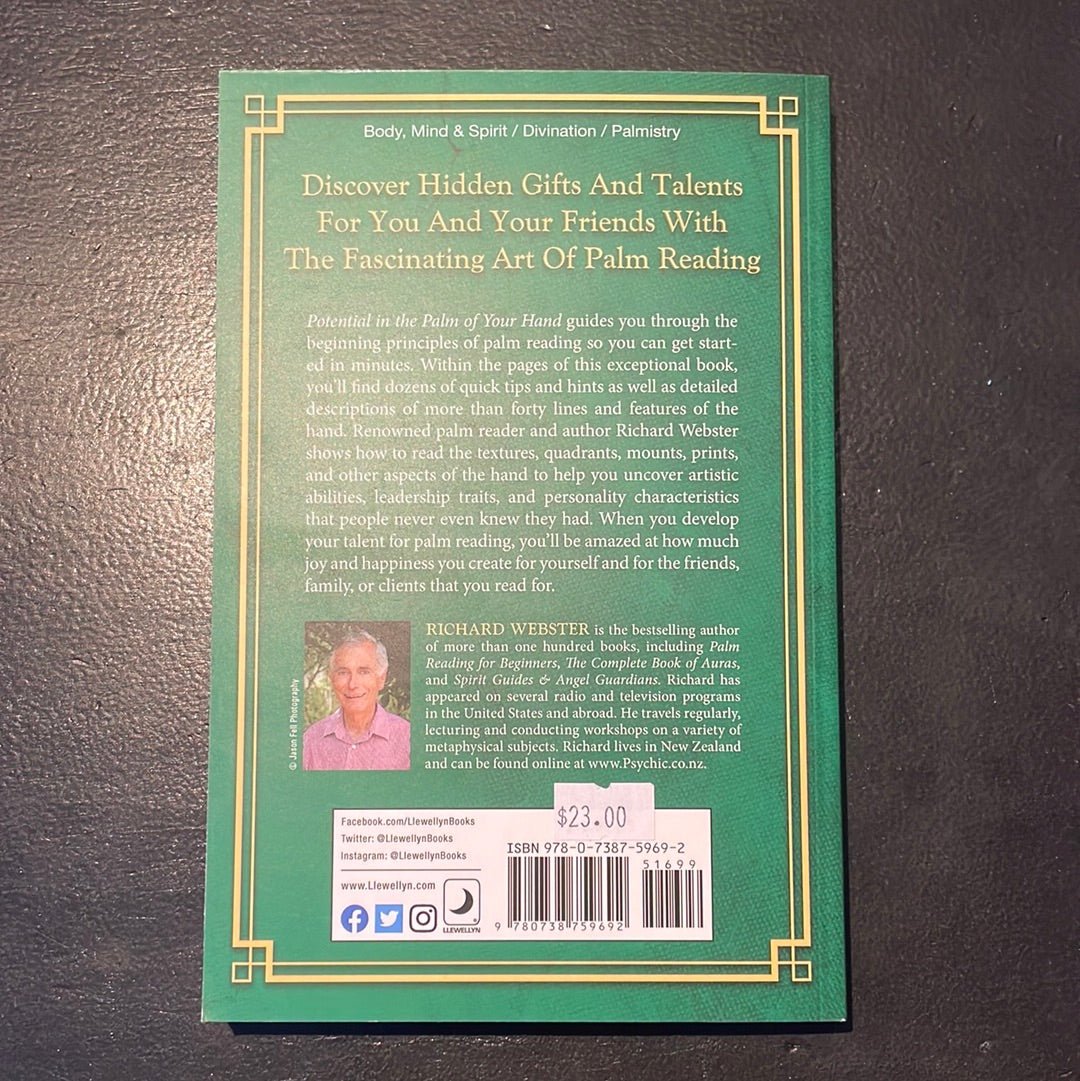 Body, Mind & Spirit / Divination / Palmistry
Discover Hidden Gifts And Talents
For You And Your Friends With
The Fascinating Art Of Palm Reading
Potential in the Palm of Your Hand guides you through the
beginning principles of palm reading so you can get start-
ed in minutes. Within the pages of this exceptional book,
you'll find dozens of quick tips and hints as well as detailed
descriptions of more than forty lines and features of the
hand. Renowned palm reader and author Richard Webster
shows how to read the textures, quadrants, mounts, prints,
and other aspects of the hand to help you uncover artistic
abilities, leadership traits, and personality characteristics
that people never even knew they had. When you develop
your talent for palm reading, you'll be amazed at how much
joy and happiness you create for yourself and for the friends,
family, or clients that you read for.
© Jason Fell Photography
RICHARD WEBSTER is the bestselling author
of more than one hundred books, including Palm
Reading for Beginners, The Complete Book of Auras,
and Spirit Guides & Angel Guardians. Richard has
appeared on several radio and television programs
in the United States and abroad. He travels regularly,
lecturing and conducting workshops on a variety of
metaphysical subjects. Richard lives in New Zealand
and can be found online at www.Psychic.co.nz.
$23.00
Facebook.com/LlewellynBooks
Twitter: @LlewellynBooks
Instagram: @LlewellynBooks
www.Llewellyn.com
LLEWELLYN
ISBN 978-0-7387-5969-2
51699
9 780738 759692